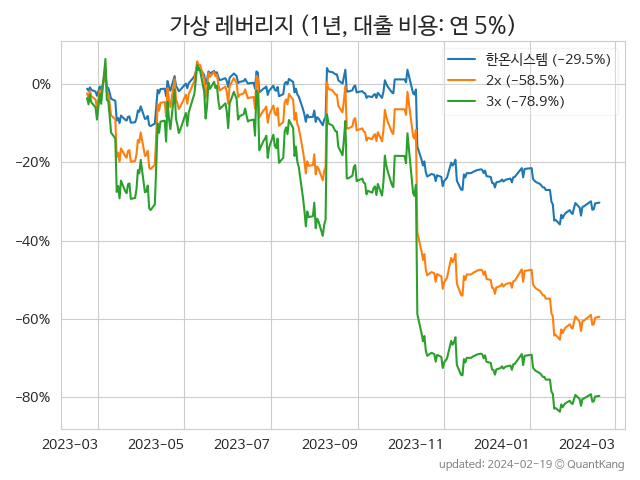 가상 레버리지 (1년, 대출 비용: 연 5%)
한온시스템 (−29.5%)
2x (−58.5%)
3x (−78.9%)
0%
−20%
−40%
−60%
−80%
2023-03 2023-05 2023-07 2023-09 2023-11 2024-01 2024-03
updated: 2024-02-19 © QuantKang